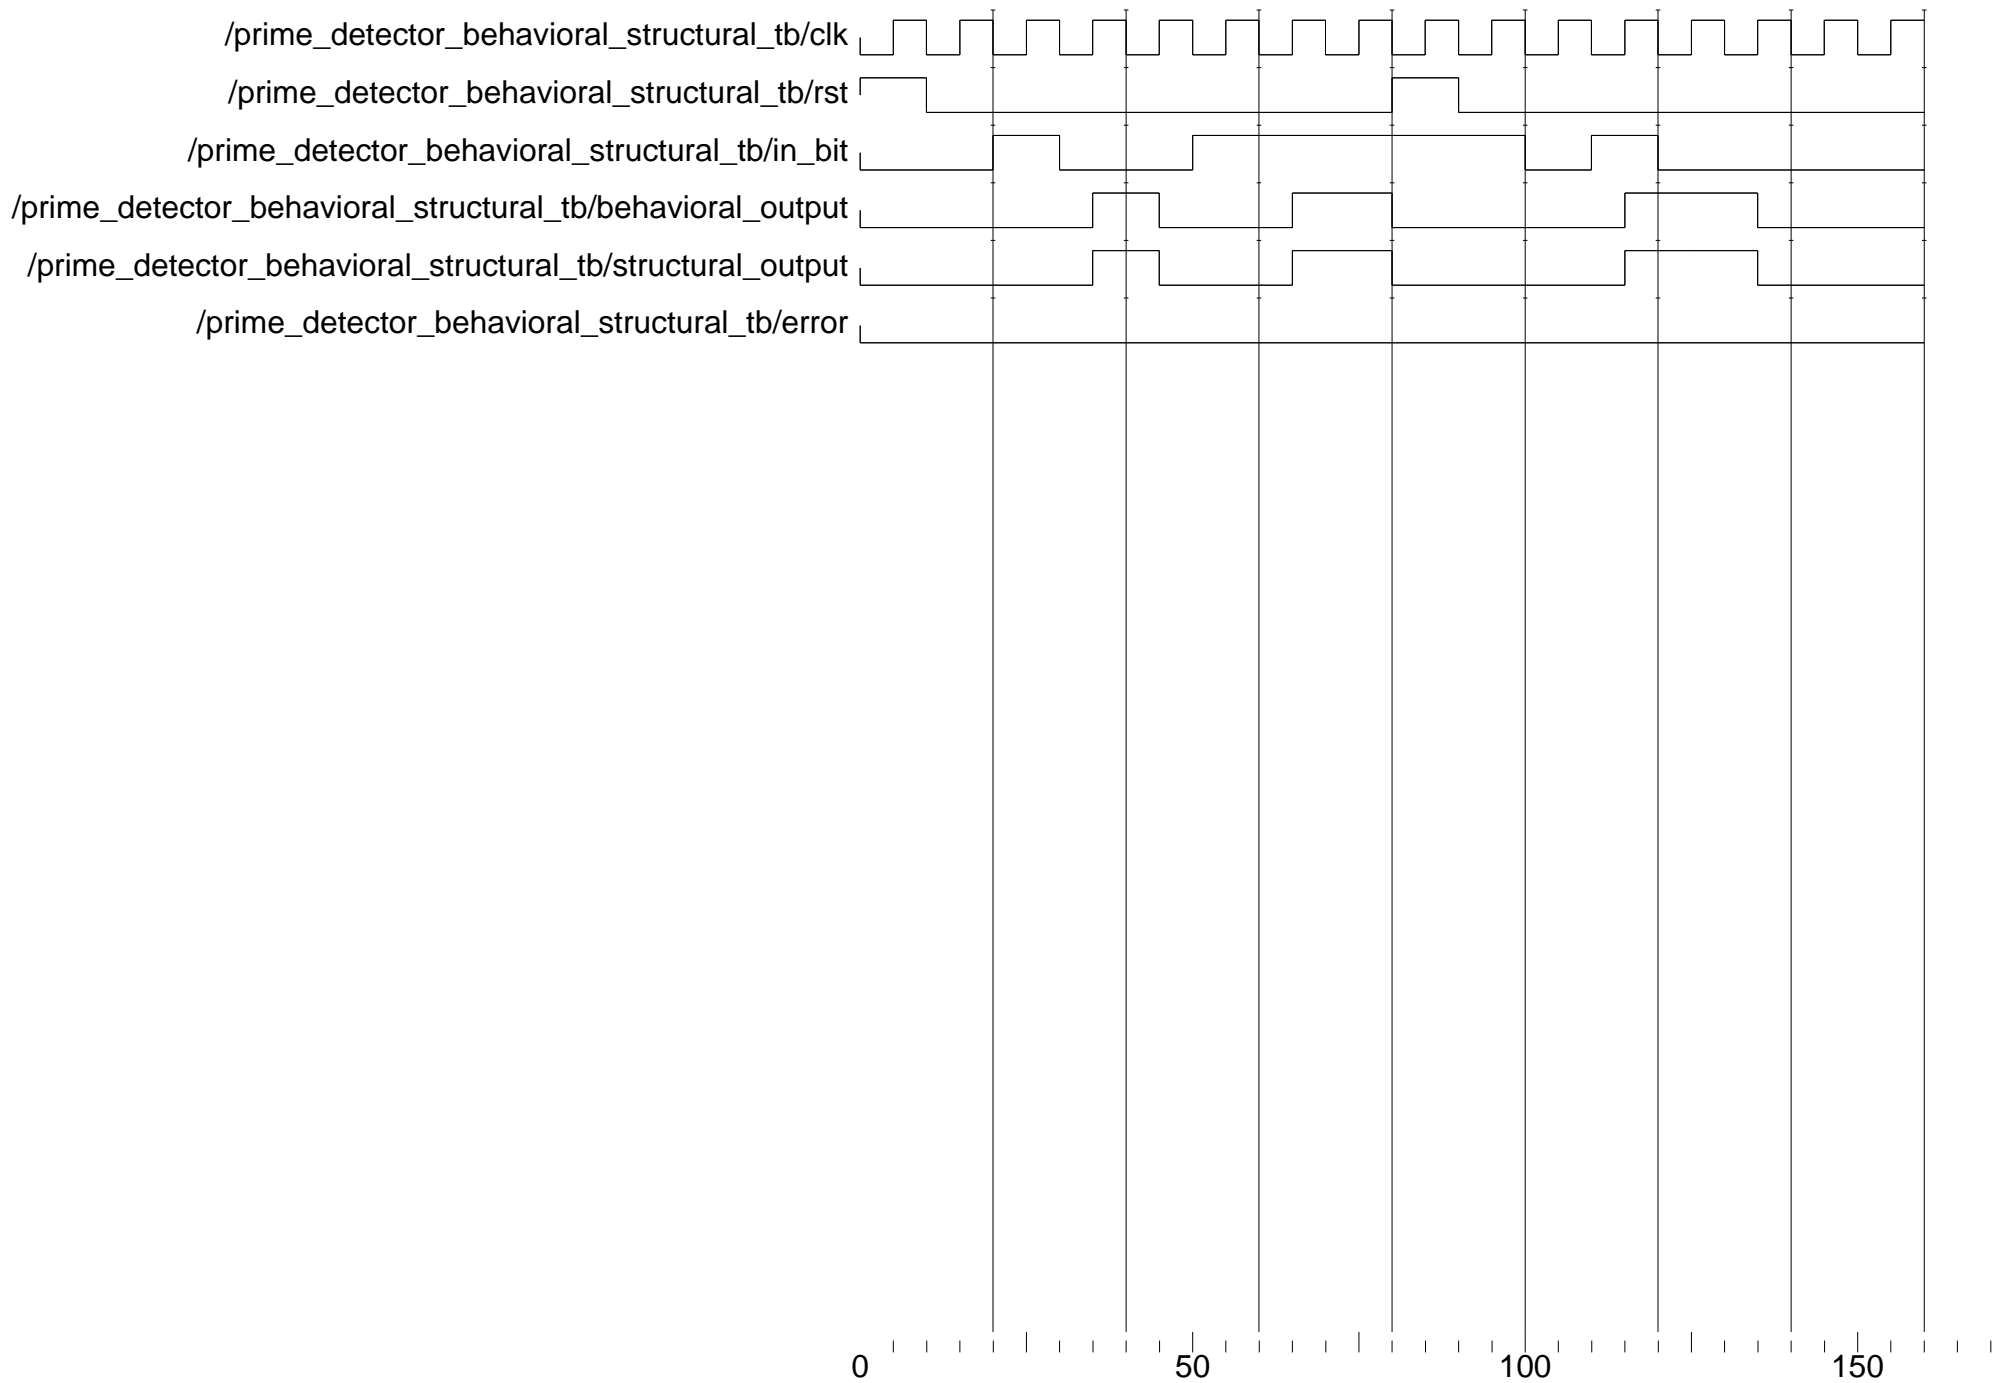 /prime_detector_behavioral_structural_tb/clk
/prime_detector_behavioral_structural_tb/rst
/prime_detector_behavioral_structural_tb/in_bit
/prime_detector_behavioral_structural_tb/behavioral_output
/prime_detector_behavioral_structural_tb/structural_output
/prime_detector_behavioral_structural_tb/error
0 50 100 150